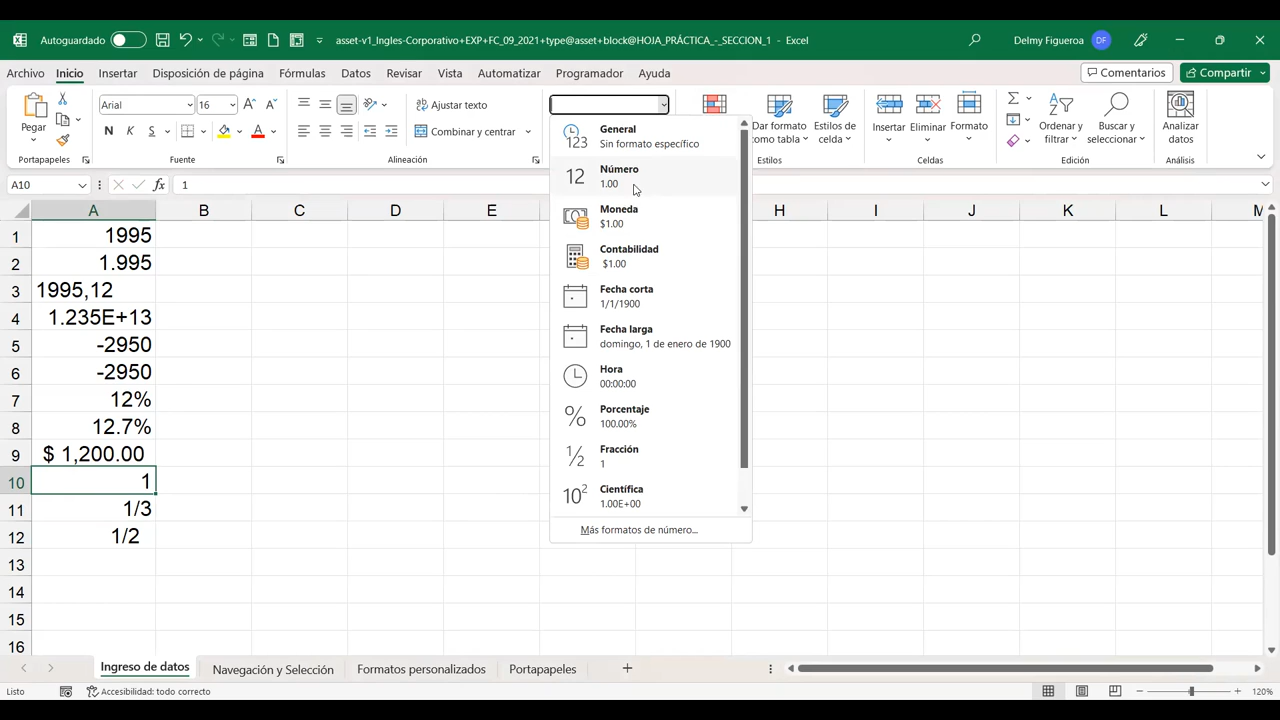 Autoguardado
asset-v1_Ingles-Corporativo+EXP+FC_09_2021+type@asset+block@HOJA_PRÁCTICA_-_SECCION_1 - Excel
Delmy Figueroa DF
Archivo Inicio Insertar Disposición de página Fórmulas Datos Revisar Vista Automatizar Programador Ayuda
Comentarios Compartir
Pegar
Arial 16
N K S
Ajustar texto
Combinar y centrar
Dar formato
como tabla
Estilos de
celda
Insertar
Eliminar
Formato
Ordenar y
filtrar
Buscar y
seleccionar
Analizar
datos
Portapapeles Fuente Alineación Estilos Celdas Edición Análisis
A10 fx 1
A B C D E H I J K L M
1 1995
2 1.995
3 1995,12
4 1.235E+13
5 -2950
6 -2950
7 12%
8 12.7%
9 $ 1,200.00
10 1
11 1/3
12 1/2
13
14
15
16
General
123 Sin formato específico
12 Número
1.00
Moneda
$1.00
Contabilidad
$1.00
Fecha corta
1/1/1900
Fecha larga
domingo, 1 de enero de 1900
Hora
00:00:00
% Porcentaje
100.00%
½ Fracción
1
10² Científica
1.00E+00
Más formatos de número...
Ingreso de datos Navegación y Selección Formatos personalizados Portapapeles
Listo Accesibilidad: todo correcto 120%